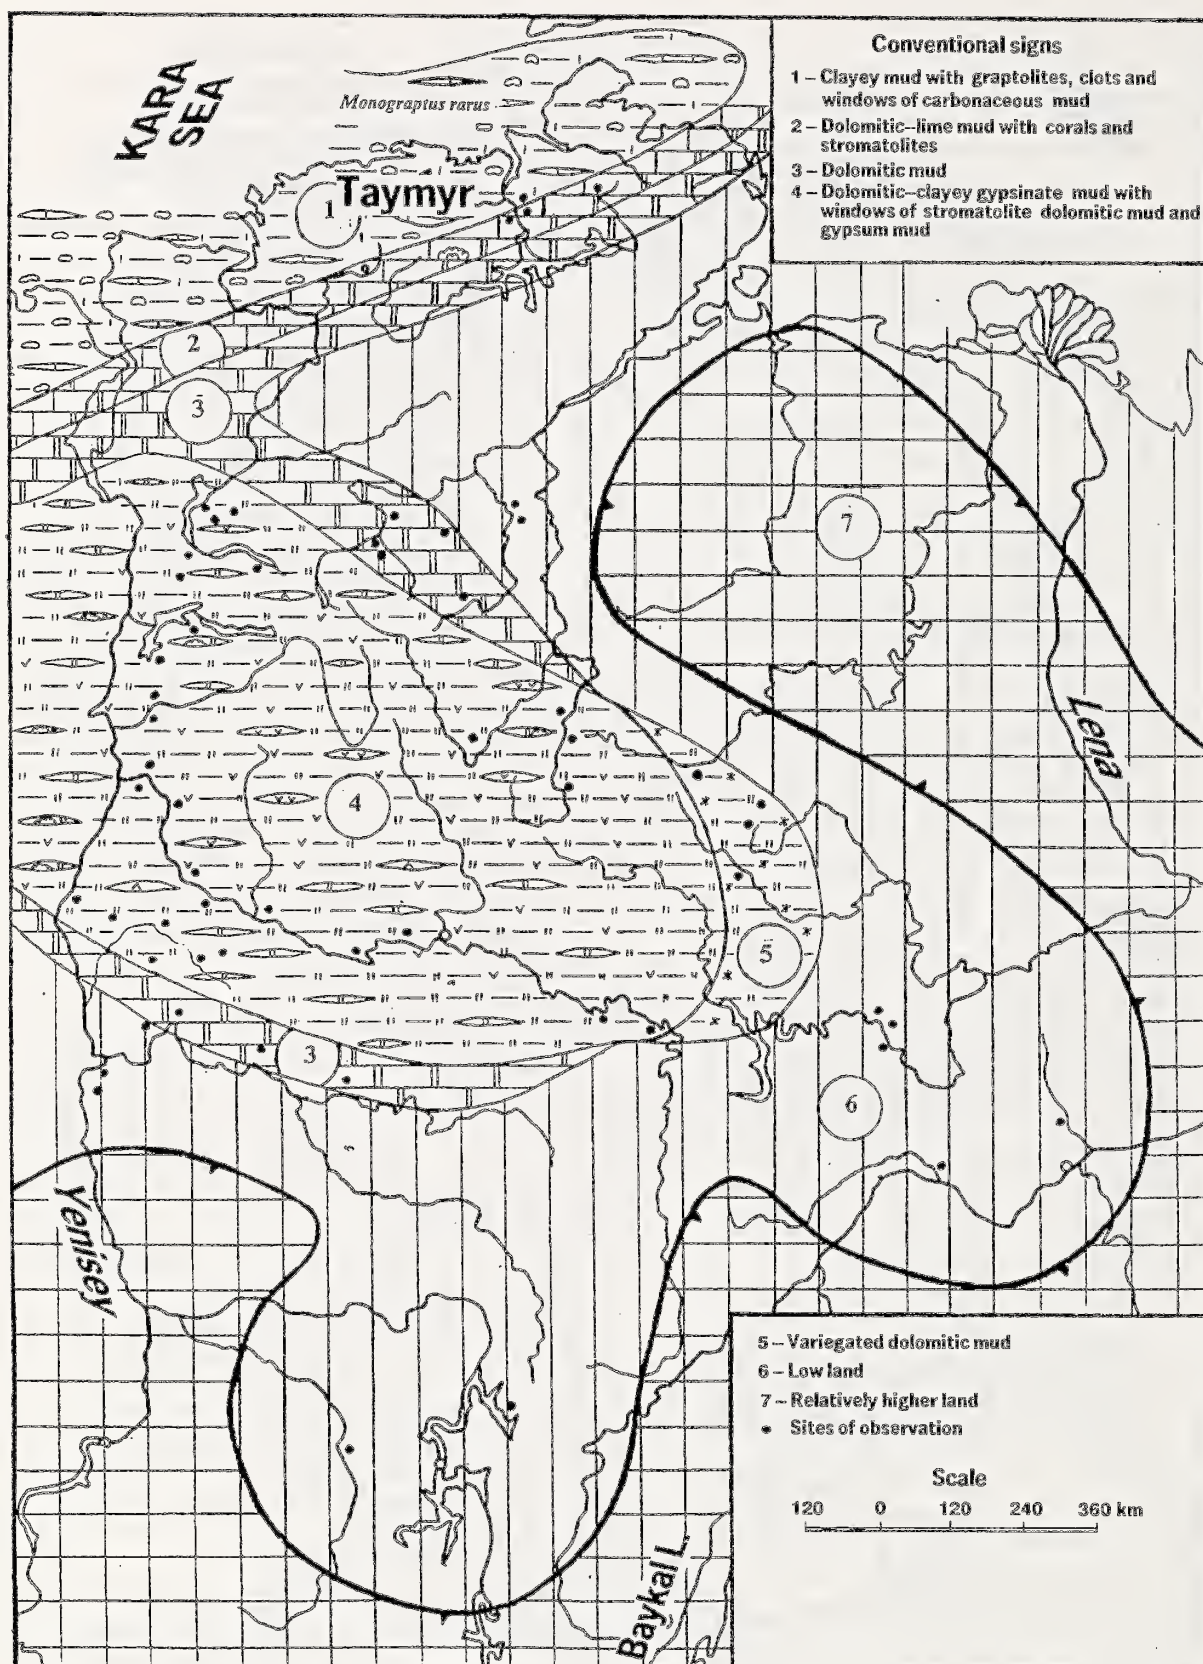 KARA
SEA
Monograptus rarus
Taymyr
1
2
3
3
4
5
6
7
Lena
Yenisey
Baykal L.
Conventional signs
1 – Clayey mud with graptolites, clots and
windows of carbonaceous mud
2 – Dolomitic–lime mud with corals and
stromatolites
3 – Dolomitic mud
4 – Dolomitic–clayey gypsinate mud with
windows of stromatolite dolomitic mud and
gypsum mud
5 – Variegated dolomitic mud
6 – Low land
7 – Relatively higher land
• Sites of observation
Scale
120 0 120 240 360 km